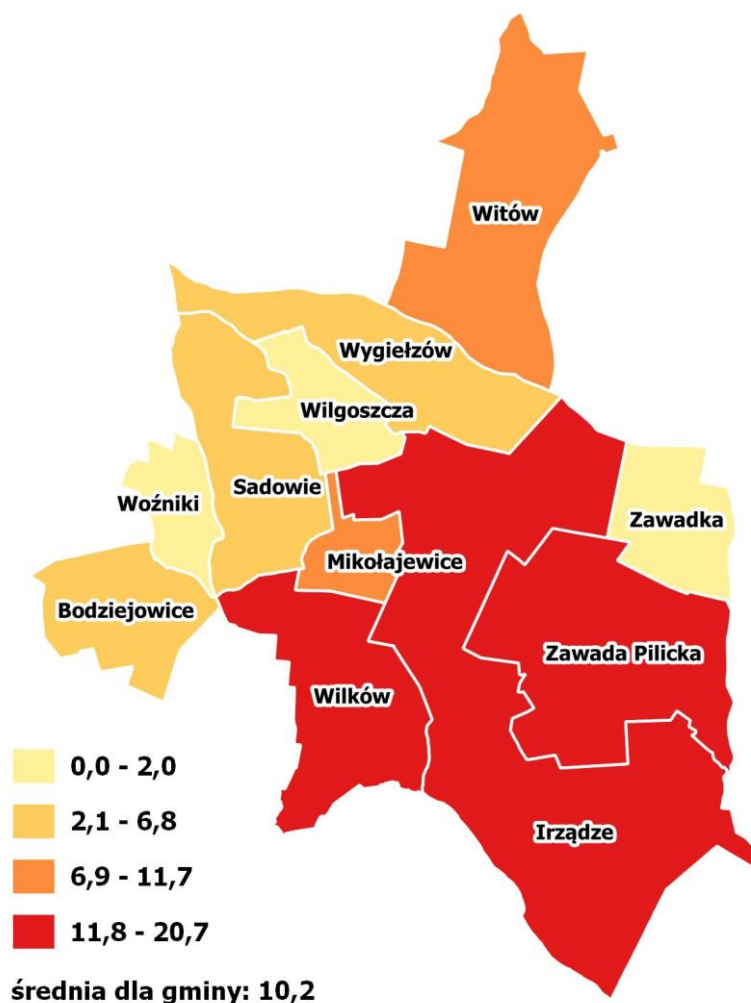 Witów
Wygiełzów
Wilgoszcza
Sadowie
Woźniki
Zawadka
Mikołajewice
Bodziejowice
Zawada Pilicka
Wilków
Irządze
0,0 - 2,0
2,1 - 6,8
6,9 - 11,7
11,8 - 20,7
średnia dla gminy: 10,2